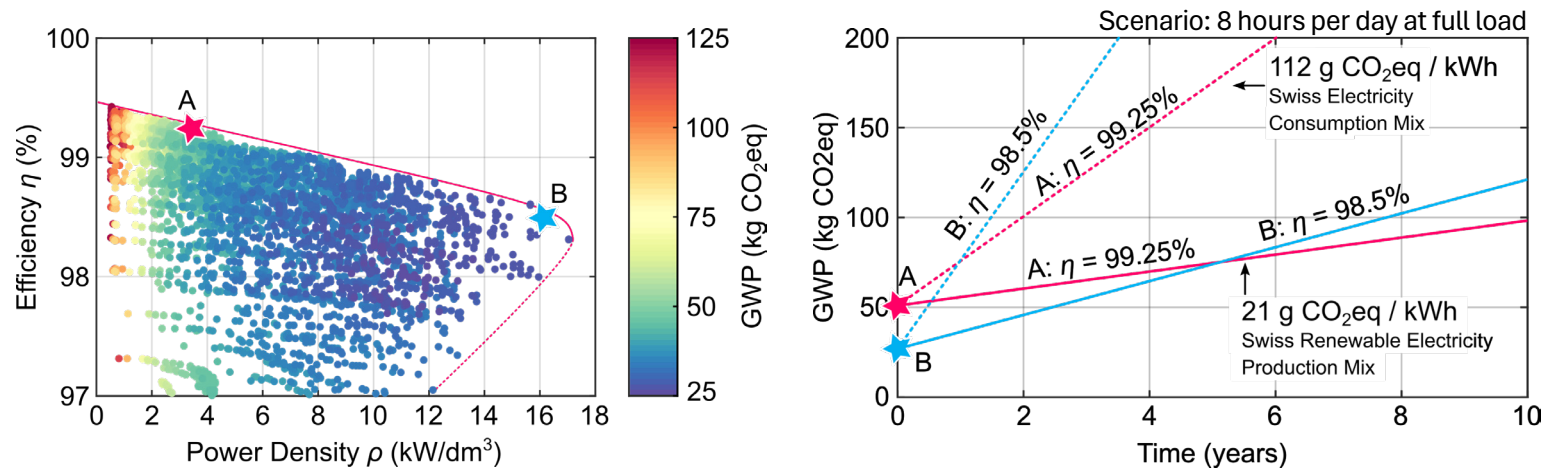 100
99
98
97
Efficiency η (%)
A
B
0 2 4 6 8 10 12 14 16 18
Power Density ρ (kW/dm³)
125
100
75
50
25
GWP (kg CO₂eq)
Scenario: 8 hours per day at full load
200
150
100
50
0
GWP (kg CO2eq)
B: η = 98.5%
A: η = 99.25%
112 g CO₂eq / kWh
Swiss Electricity
Consumption Mix
A
A: η = 99.25%
B: η = 98.5%
B
21 g CO₂eq / kWh
Swiss Renewable Electricity
Production Mix
0 2 4 6 8 10
Time (years)